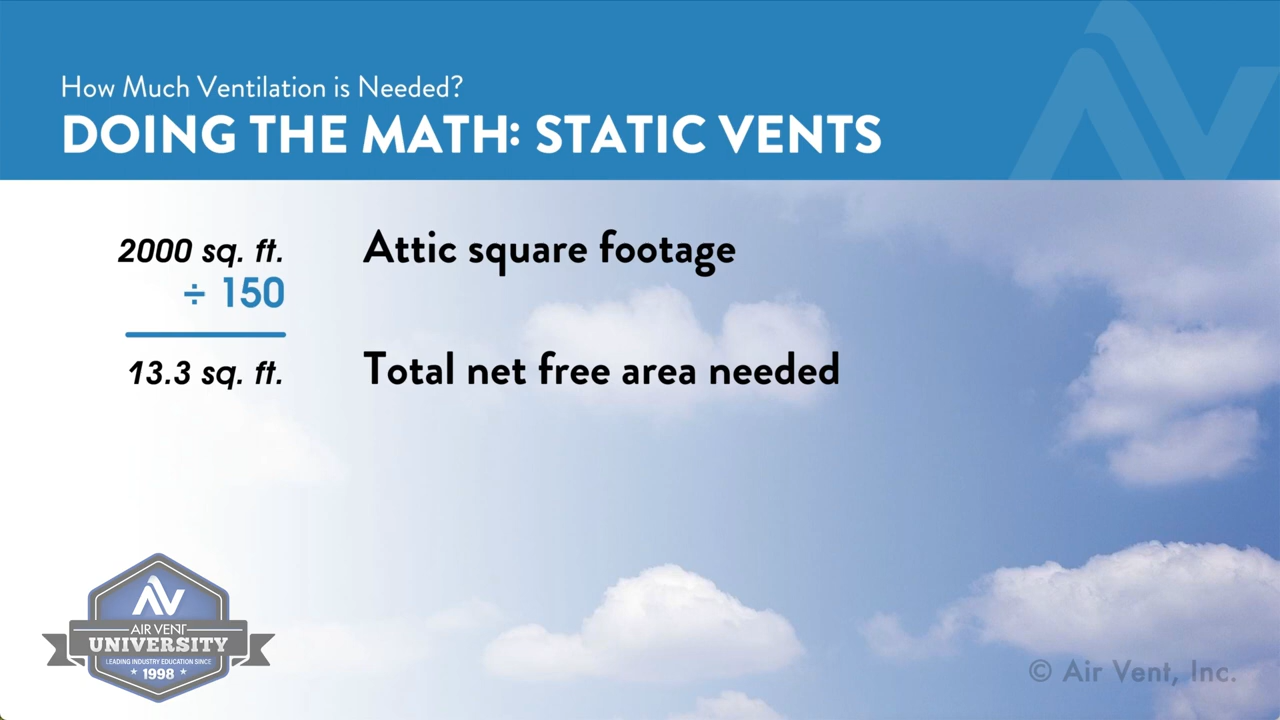 How Much Ventilation is Needed?
DOING THE MATH: STATIC VENTS
2000 sq. ft. Attic square footage
÷ 150
13.3 sq. ft. Total net free area needed
AIR VENT
UNIVERSITY
LEADING INDUSTRY EDUCATION SINCE
★ 1998 ★
© Air Vent, Inc.